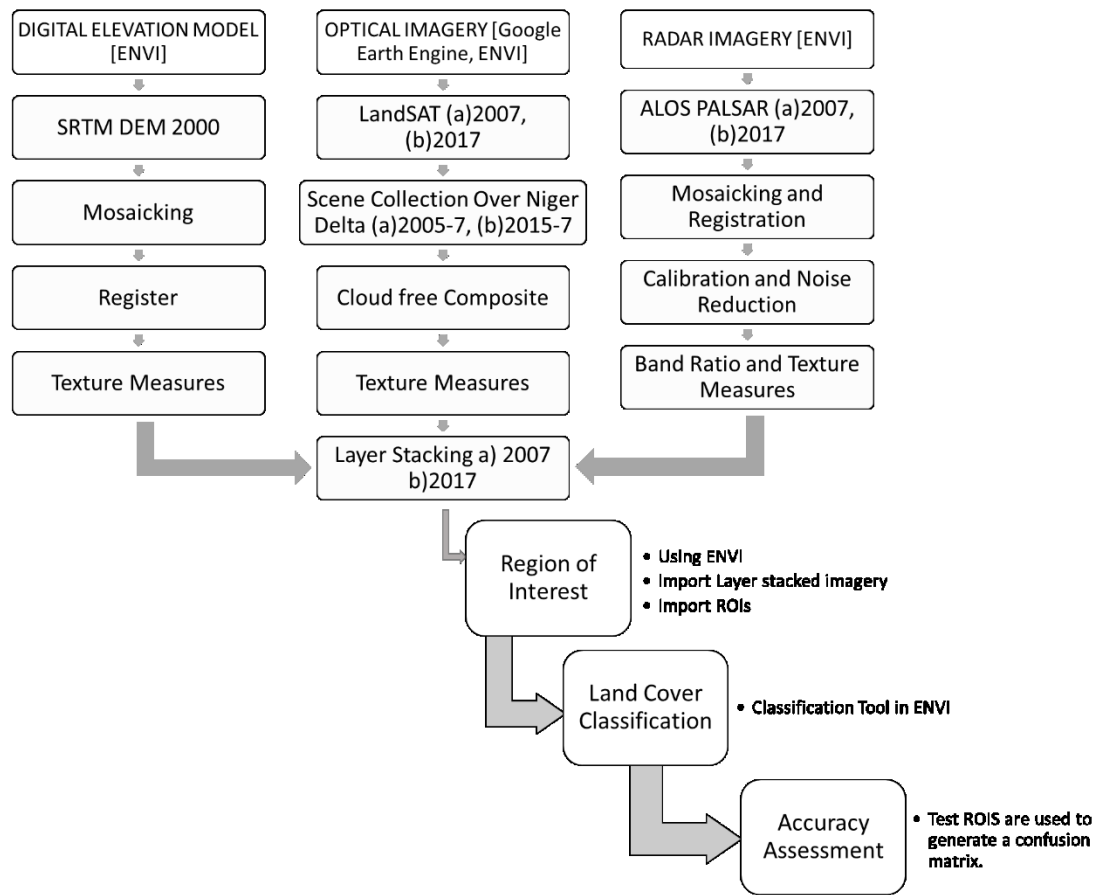 DIGITAL ELEVATION MODEL
[ENVI]
SRTM DEM 2000
Mosaicking
Register
Texture Measures
OPTICAL IMAGERY [Google
Earth Engine, ENVI]
LandSAT (a)2007,
(b)2017
Scene Collection Over Niger
Delta (a)2005-7, (b)2015-7
Cloud free Composite
Texture Measures
RADAR IMAGERY [ENVI]
ALOS PALSAR (a)2007,
(b)2017
Mosaicking and
Registration
Calibration and Noise
Reduction
Band Ratio and Texture
Measures
Layer Stacking a) 2007
b)2017
Region of
Interest
• Using ENVI
• Import Layer stacked imagery
• Import ROIs
Land Cover
Classification
• Classification Tool in ENVI
Accuracy
Assessment
• Test ROIS are used to
generate a confusion
matrix.